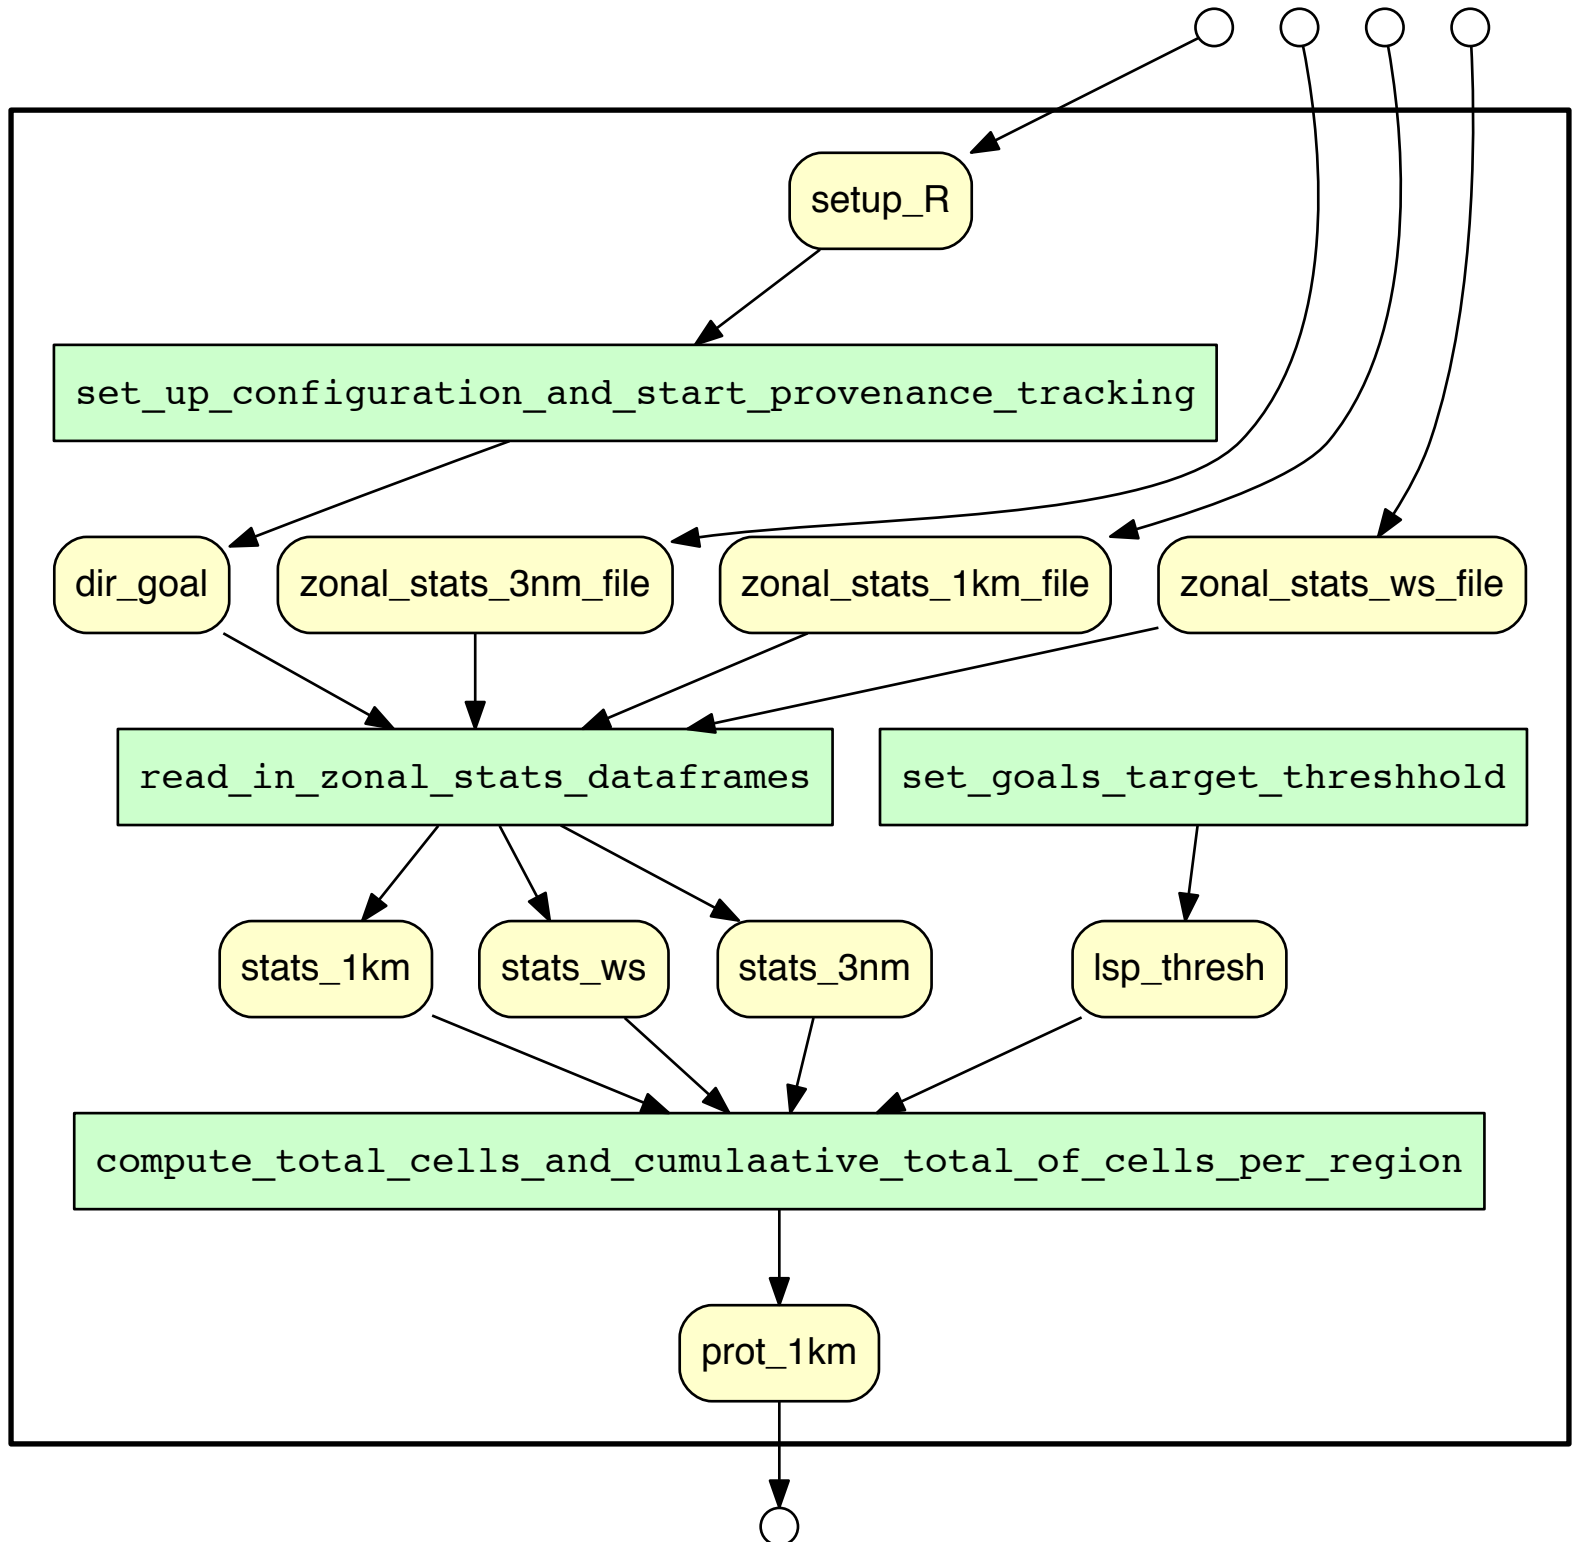 setup_R
set_up_configuration_and_start_provenance_tracking
dir_goal
zonal_stats_3nm_file
zonal_stats_1km_file
zonal_stats_ws_file
read_in_zonal_stats_dataframes
set_goals_target_threshhold
stats_1km
stats_ws
stats_3nm
lsp_thresh
compute_total_cells_and_cumulaative_total_of_cells_per_region
prot_1km